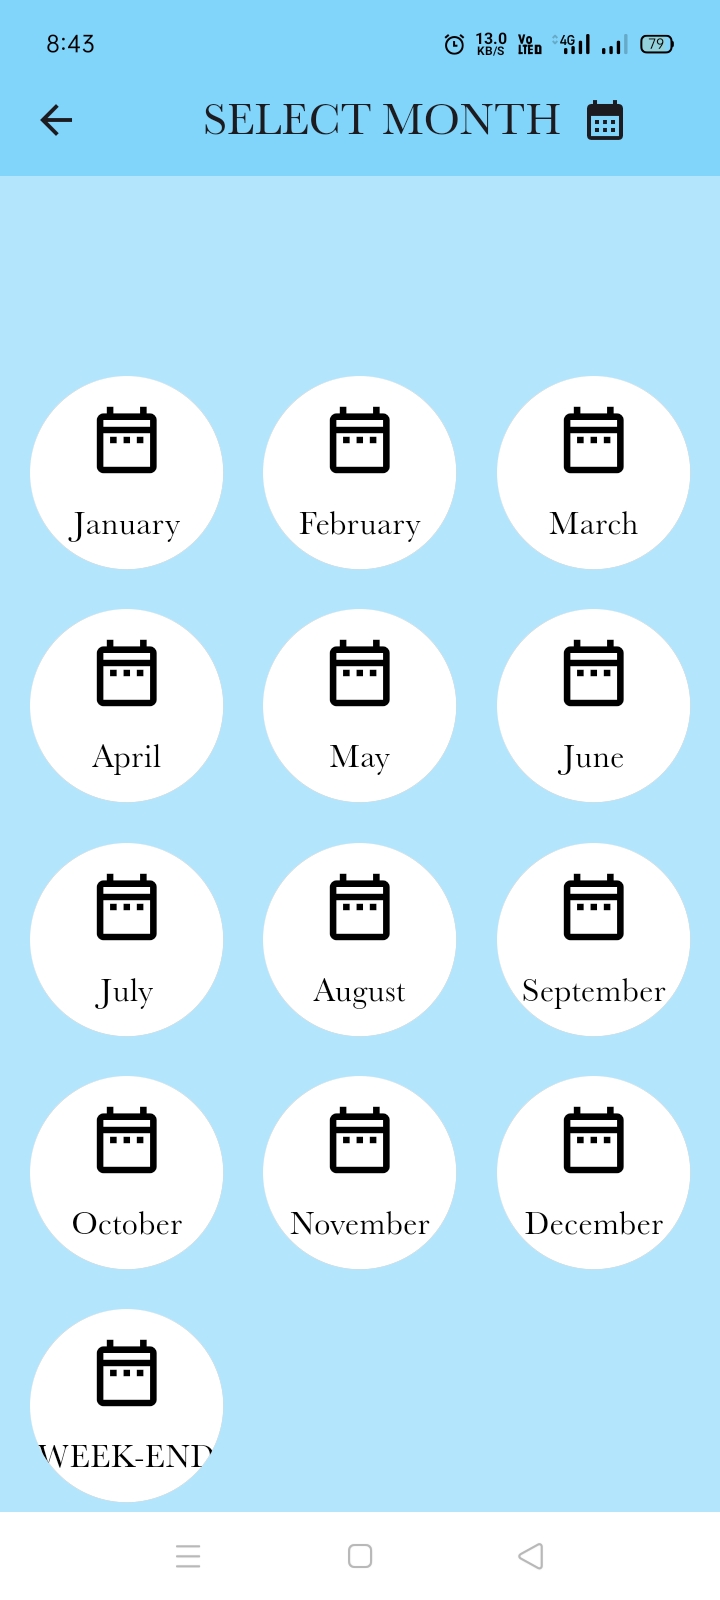 8:43
13.0 KB/S
Vo LTED
4G
79
SELECT MONTH
January
February
March
April
May
June
July
August
September
October
November
December
WEEK-END